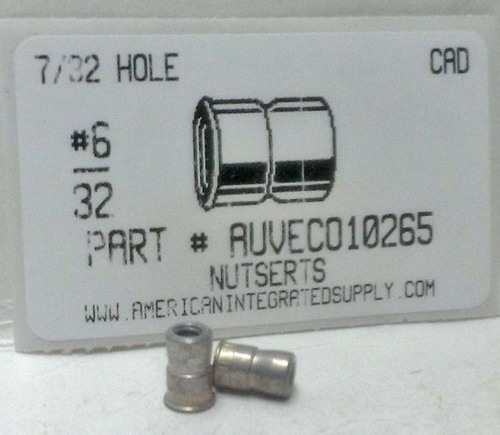 7/32 HOLE CAD
#6
32
PART # AUVECO10265
NUTSERTS
WWW.AMERICANINTEGRATEDSUPPLY.COM